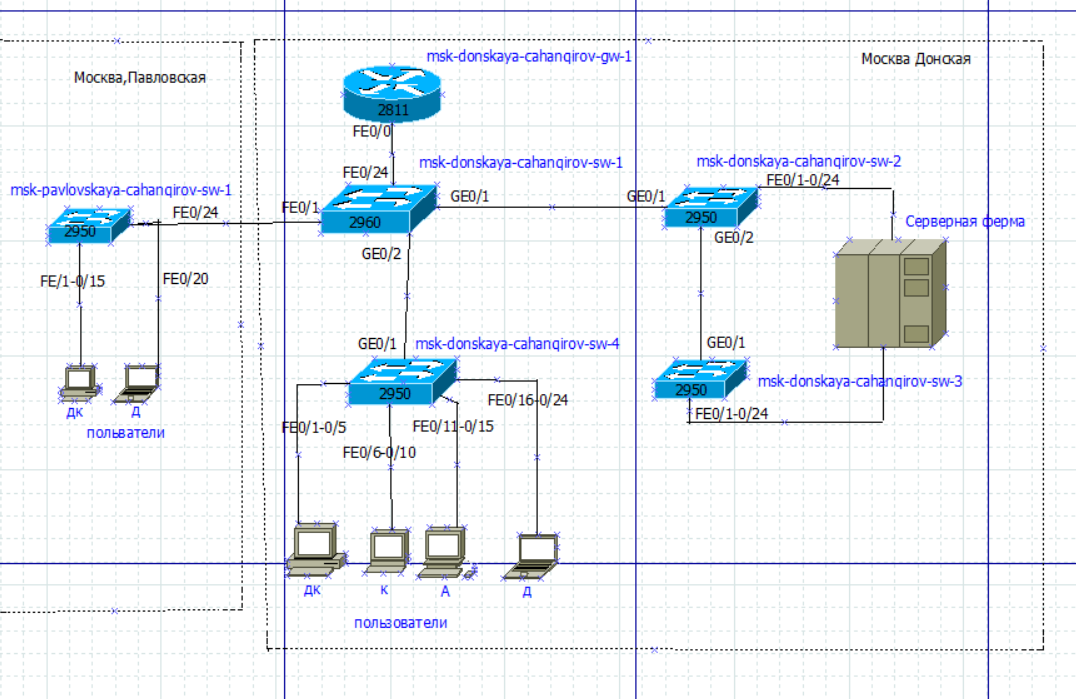 msk-donskaya-cahanqirov-gw-1
Москва Донская
Москва,Павловская
2811
FE0/0
msk-donskaya-cahanqirov-sw-1
msk-donskaya-cahanqirov-sw-2
FE0/24
FE0/1-0/24
msk-pavlovskaya-cahanqirov-sw-1
GE0/1
GE0/1
FE0/24
FE0/1
2960
2950
Серверная ферма
2950
GE0/2
GE0/2
FE/1-0/15
FE0/20
GE0/1
msk-donskaya-cahanqirov-sw-4
GE0/1
2950
2950
msk-donskaya-cahanqirov-sw-3
FE0/16-0/24
ДК
Д
FE0/1-0/24
польватели
FE0/1-0/5
FE0/11-0/15
FE0/6-0/10
ДК
К
А
Д
пользователи